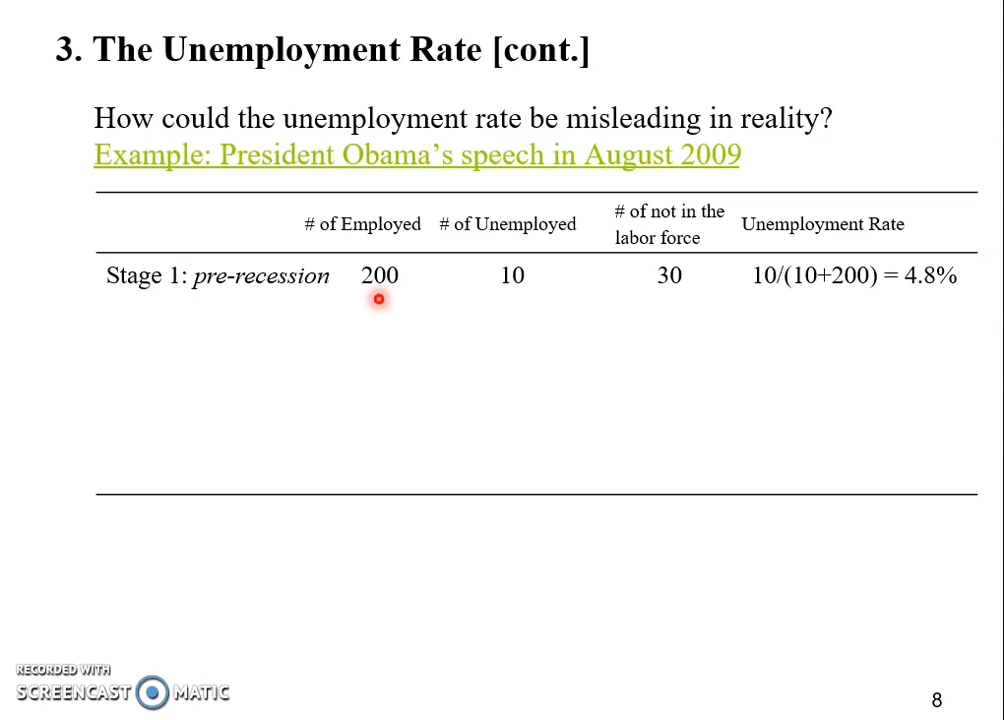 3. The Unemployment Rate [cont.]
How could the unemployment rate be misleading in reality?
Example: President Obama’s speech in August 2009
# of Employed # of Unemployed # of not in the labor force Unemployment Rate
Stage 1: pre-recession 200 10 30 10/(10+200) = 4.8%
RECORDED WITH
SCREENCAST MATIC
8